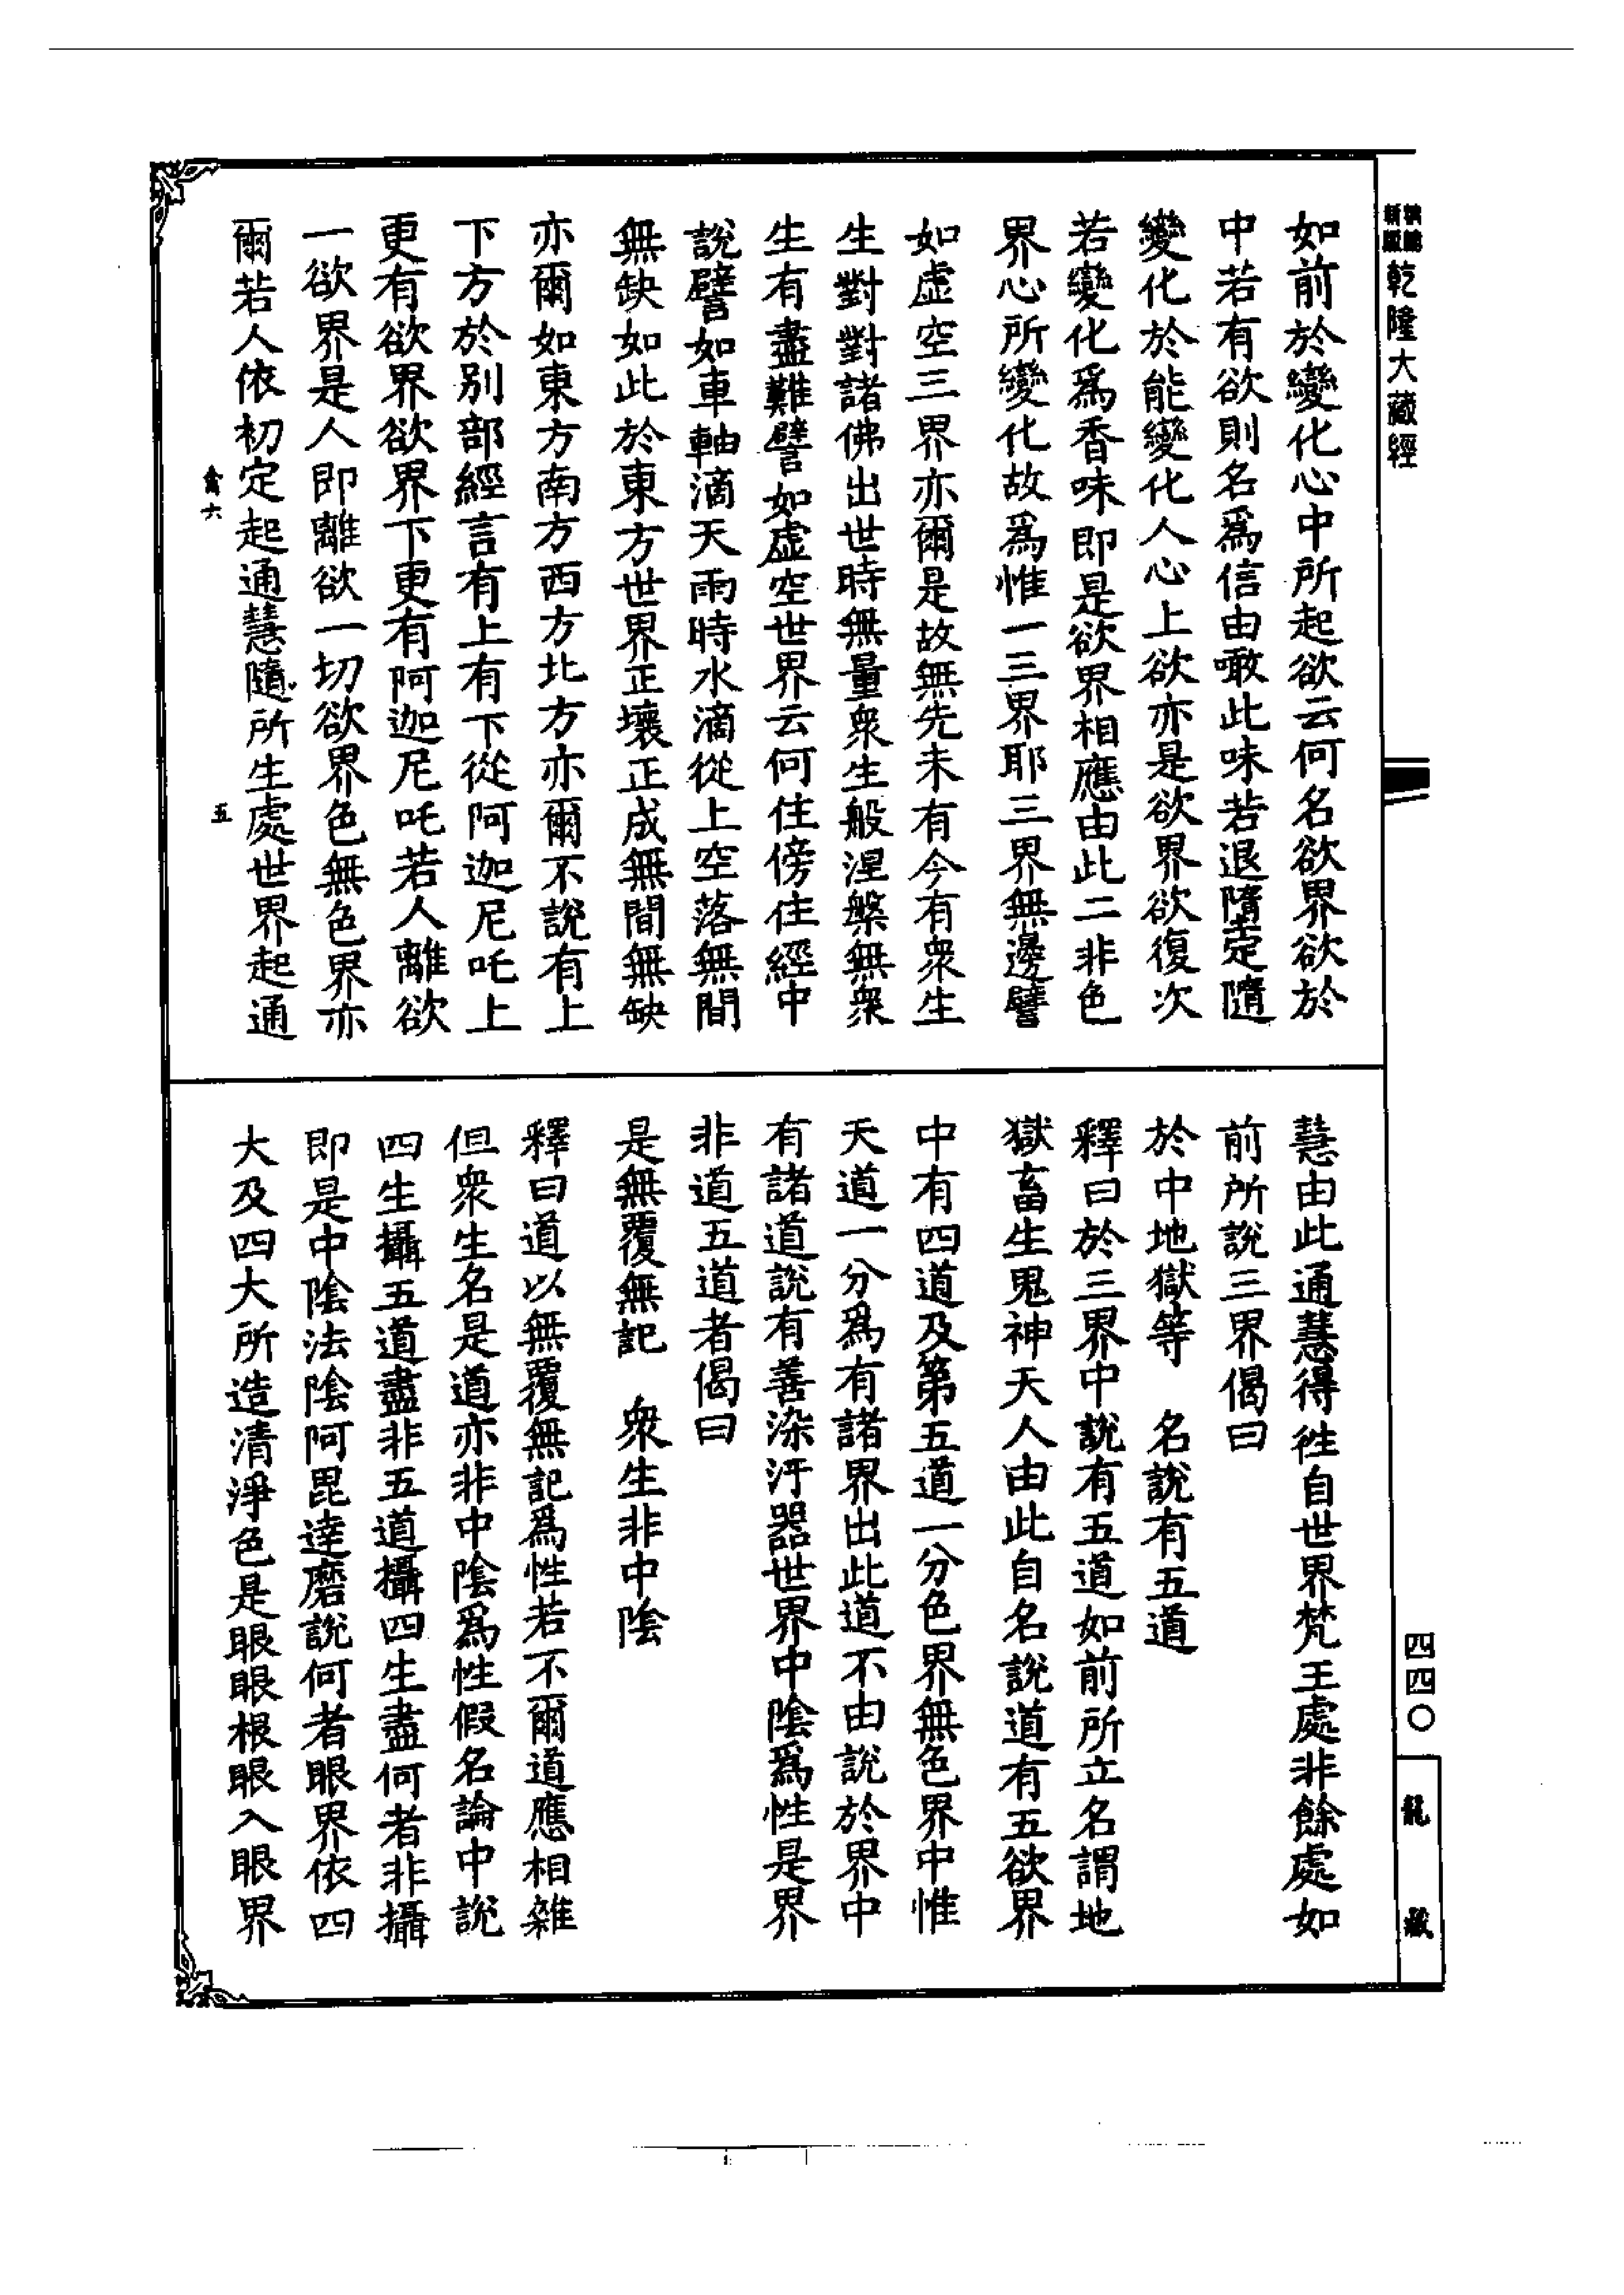 精編新版
乾隆大藏經
如前於變化心中所起欲云何名欲界欲於
中若有欲則名爲信由噉此味若退墮定隨
變化於能變化人心上欲亦是欲界欲復次
若變化爲香味即是欲界相應由此二非色
界心所變化故爲惟一三界耶三界無邊譬
如虛空三界亦爾是故無先未有今有衆生
生對對諸佛出世時無量衆生般涅槃無衆
生有盡難譬如虛空世界云何住傍住經中
說譬如車軸滴天雨時水滴從上空落無間
無缺如此於東方世界正壞正成無間無缺
亦爾如東方南方西方北方亦爾不說有上
下方於別部經言有上有下從阿迦尼吒上
更有欲界欲界下更有阿迦尼吒若人離欲
一欲界是人即離欲一切欲界色無色界亦
爾若人依初定起通慧隨所生處世界起通
禽六
五
慧由此通慧得往自世界梵王處非餘處如
前所說三界偈曰
於中地獄等　名說有五道
釋曰於三界中說有五道如前所立名謂地
獄畜生鬼神天人由此自名說道有五欲界
中有四道及第五道一分色界無色界中惟
天道一分爲有諸界出此道不由說於界中
有諸道說有善染汙器世界中陰爲性是界
非道五道者偈曰
是無覆無記　衆生非中陰
釋曰道以無覆無記爲性若不爾道應相雜
但衆生名是道亦非中陰爲性假名論中說
四生攝五道盡非五道攝四生盡何者非攝
即是中陰法陰阿毘達磨說何者眼界依四
大及四大所造清淨色是眼眼根眼入眼界
四四〇
龍藏